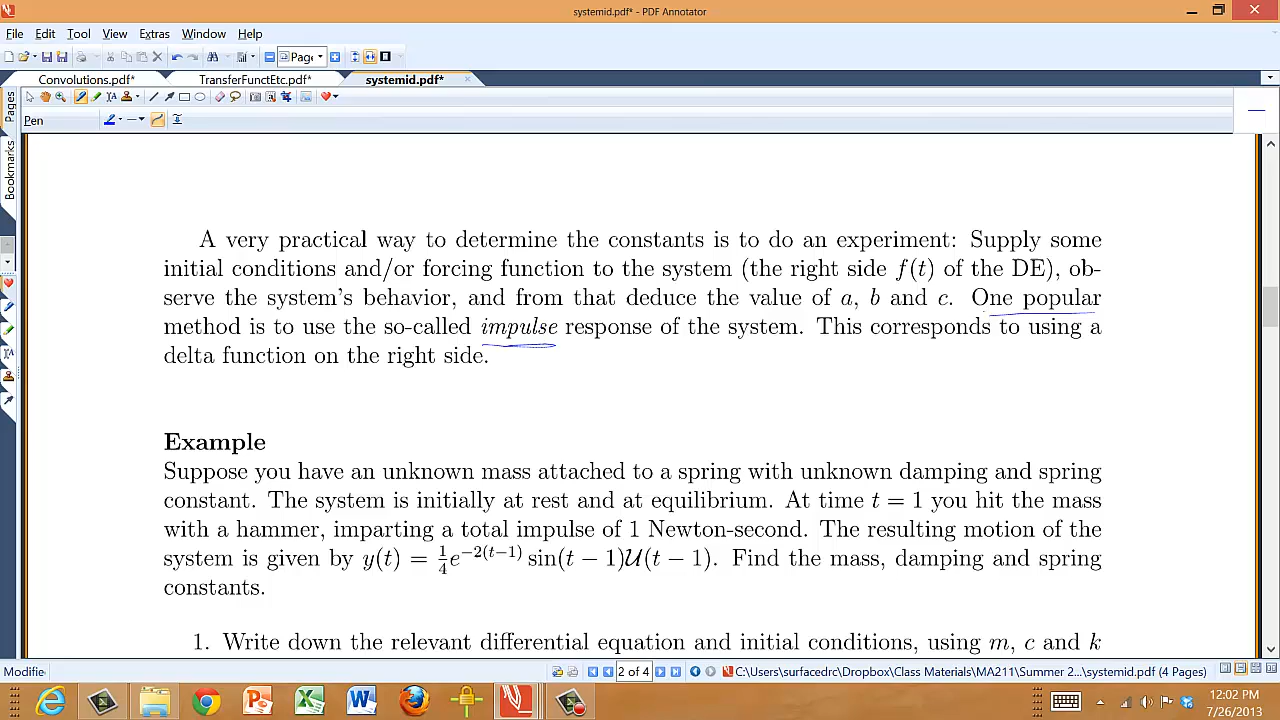 systemid.pdf* - PDF Annotator
File Edit Tool View Extras Window Help
Page
Convolutions.pdf* TransferFunctEtc.pdf* systemid.pdf*
Pen
Pages
Bookmarks
A very practical way to determine the constants is to do an experiment: Supply some
initial conditions and/or forcing function to the system (the right side f(t) of the DE), ob-
serve the system's behavior, and from that deduce the value of a, b and c. One popular
method is to use the so-called impulse response of the system. This corresponds to using a
delta function on the right side.
Example
Suppose you have an unknown mass attached to a spring with unknown damping and spring
constant. The system is initially at rest and at equilibrium. At time t = 1 you hit the mass
with a hammer, imparting a total impulse of 1 Newton-second. The resulting motion of the
system is given by y(t) = 1/4 e^{-2(t-1)} sin(t − 1)𝒰(t − 1). Find the mass, damping and spring
constants.
1. Write down the relevant differential equation and initial conditions, using m, c and k
Modifie 2 of 4 C:\Users\surfacedrc\Dropbox\Class Materials\MA211\Summer 2...\systemid.pdf (4 Pages)
12:02 PM
7/26/2013